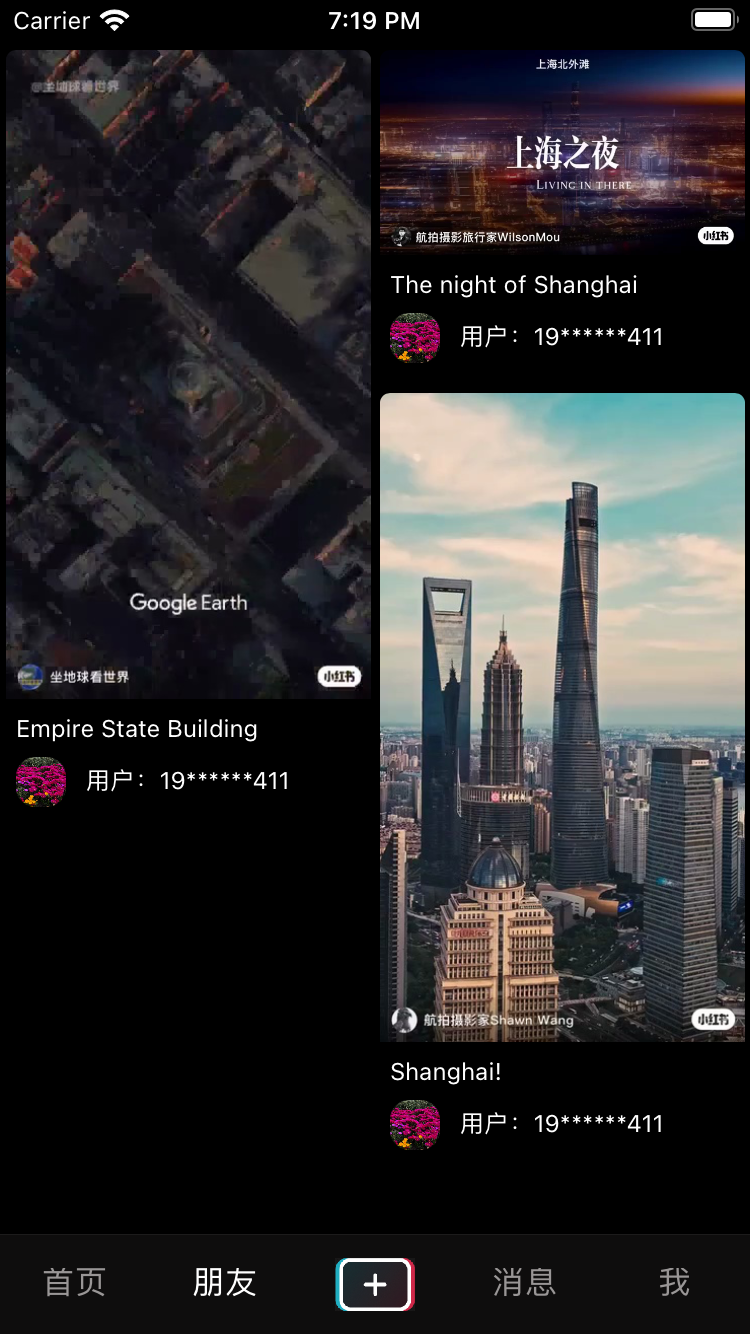 Carrier
7:19 PM
@坐地球看世界
Google Earth
坐地球看世界
小红书
Empire State Building
用户：19******411
上海北外滩
上海之夜
LIVING IN THERE
航拍摄影旅行家WilsonMou
小红书
The night of Shanghai
用户：19******411
航拍摄影家Shawn Wang
小红书
Shanghai!
用户：19******411
首页
朋友
消息
我